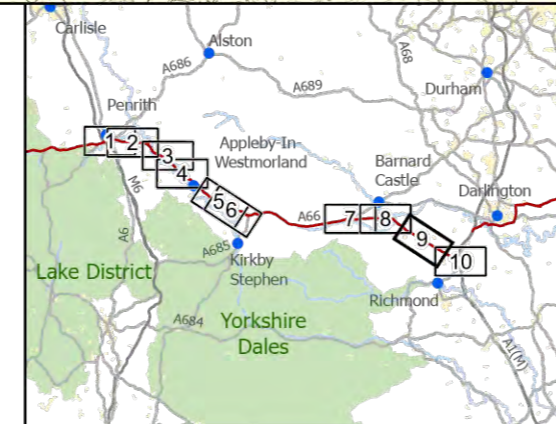 Carlisle
Alston
A68
A686
A689
Durham
Penrith
1 2
3
Appleby-In-
Westmorland
4
Barnard
Castle
Darlington
5
6
A66
7
8
M6
A6
9
10
A685
Kirkby
Stephen
Lake District
Richmond
A684
Yorkshire
Dales
A1(M)